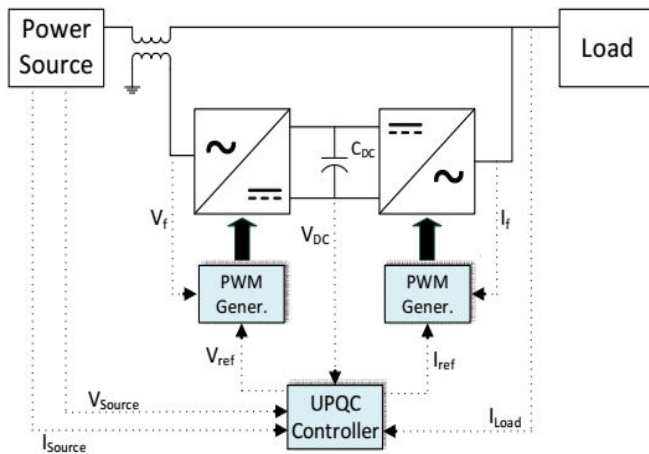 Power
Source
Load
~
C_DC
~
V_f
V_DC
I_f
PWM
Gener.
PWM
Gener.
V_ref
I_ref
V_Source
UPQC
Controller
I_Load
I_Source